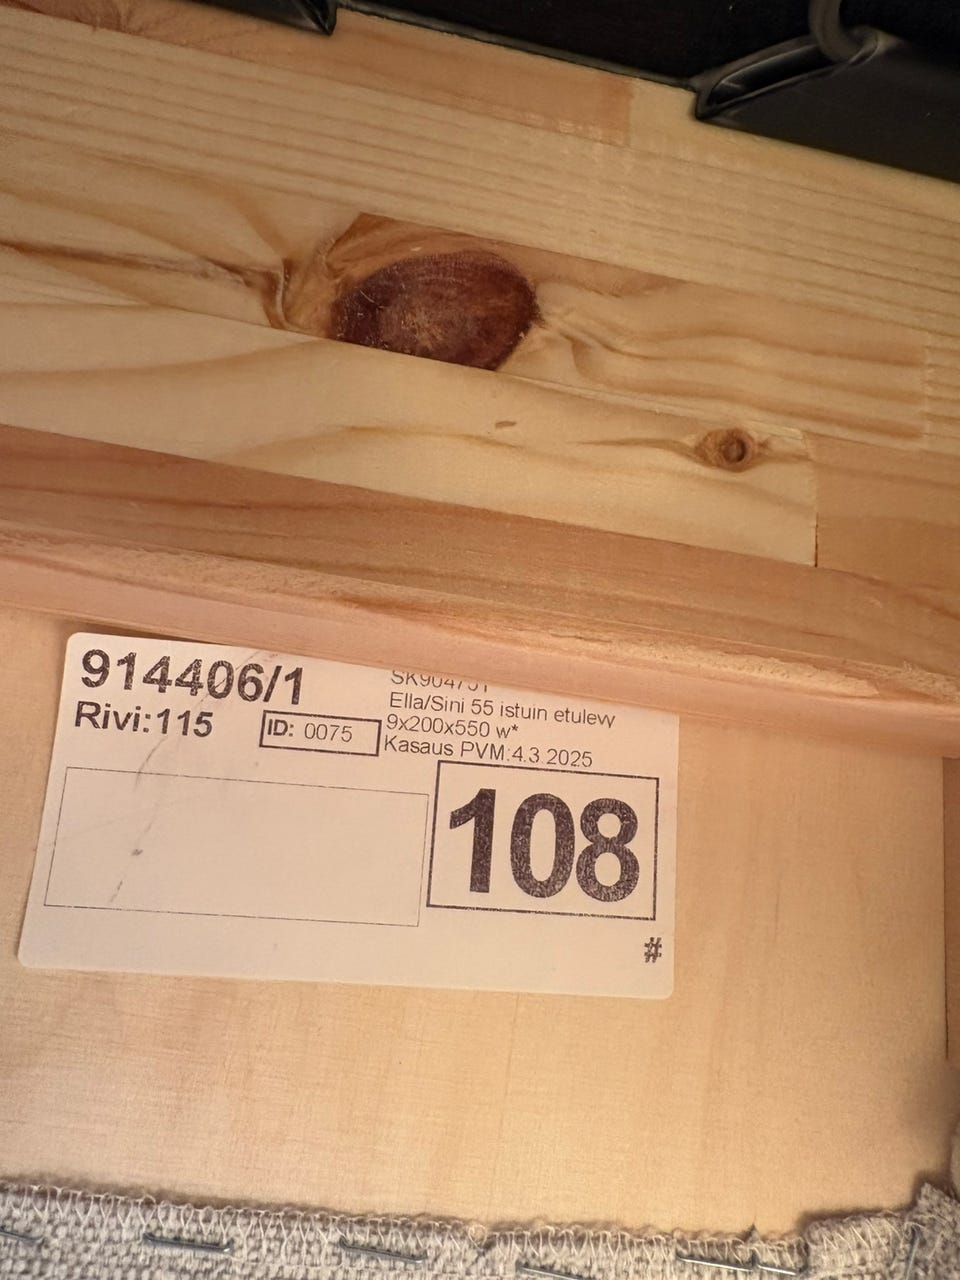 914406/1
Rivi:115
ID: 0075
Ella/Sini 55 istuin etulevy
9x200x550 w*
Kasaus PVM:4.3.2025
108
#